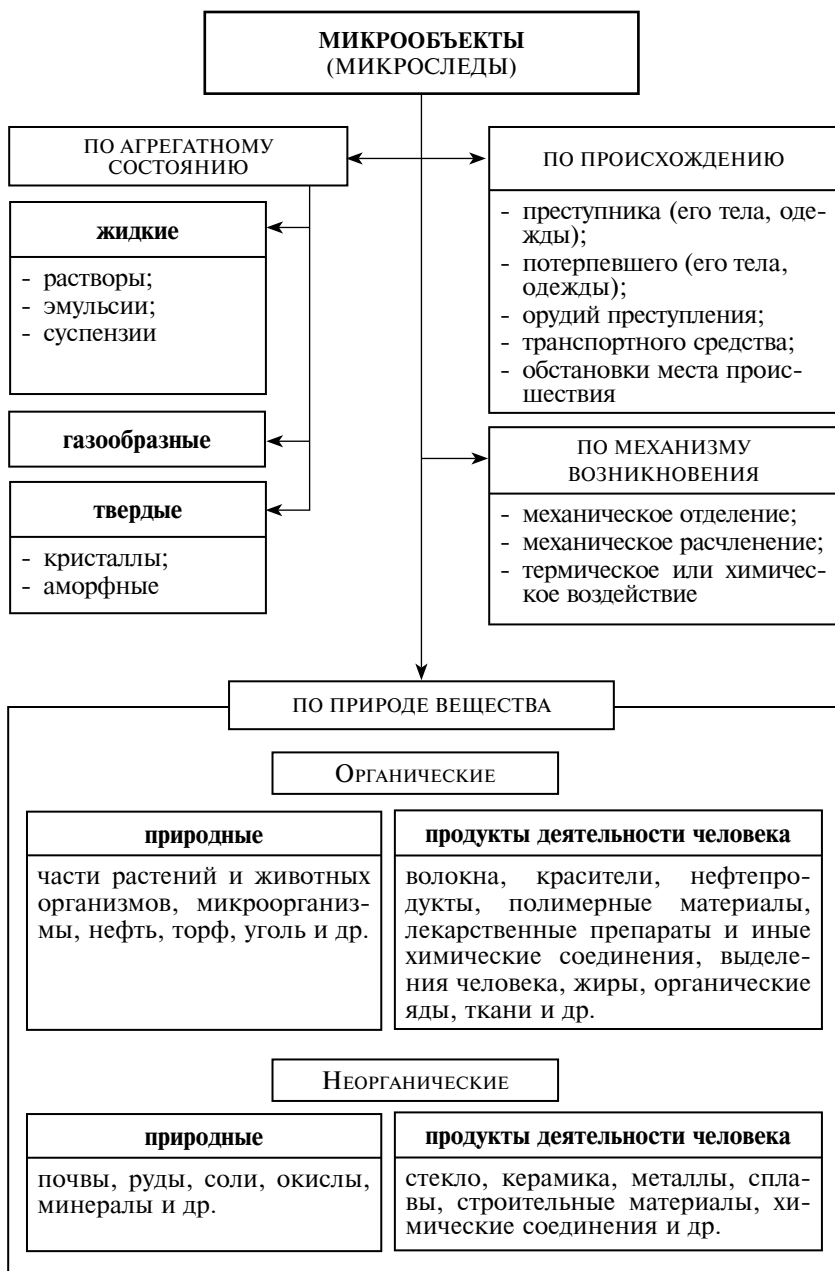 МИКРООБЪЕКТЫ
(МИКРОСЛЕДЫ)
ПО АГРЕГАТНОМУ
СОСТОЯНИЮ
жидкие
- растворы;
- эмульсии;
- суспензии
газообразные
твердые
- кристаллы;
- аморфные
ПО ПРОИСХОЖДЕНИЮ
- преступника (его тела, оде-
жды);
- потерпевшего (его тела,
одежды);
- орудий преступления;
- транспортного средства;
- обстановки места проис-
шествия
ПО МЕХАНИЗМУ
ВОЗНИКНОВЕНИЯ
- механическое отделение;
- механическое расчленение;
- термическое или химиче-
ское воздействие
ПО ПРИРОДЕ ВЕЩЕСТВА
ОРГАНИЧЕСКИЕ
природные
части растений и животных
организмов, микроорганиз-
мы, нефть, торф, уголь и др.
продукты деятельности человека
волокна, красители, нефтепро-
дукты, полимерные материалы,
лекарственные препараты и иные
химические соединения, выделе-
ния человека, жиры, органические
яды, ткани и др.
НЕОРГАНИЧЕСКИЕ
природные
почвы, руды, соли, окислы,
минералы и др.
продукты деятельности человека
стекло, керамика, металлы, спла-
вы, строительные материалы, хи-
мические соединения и др.